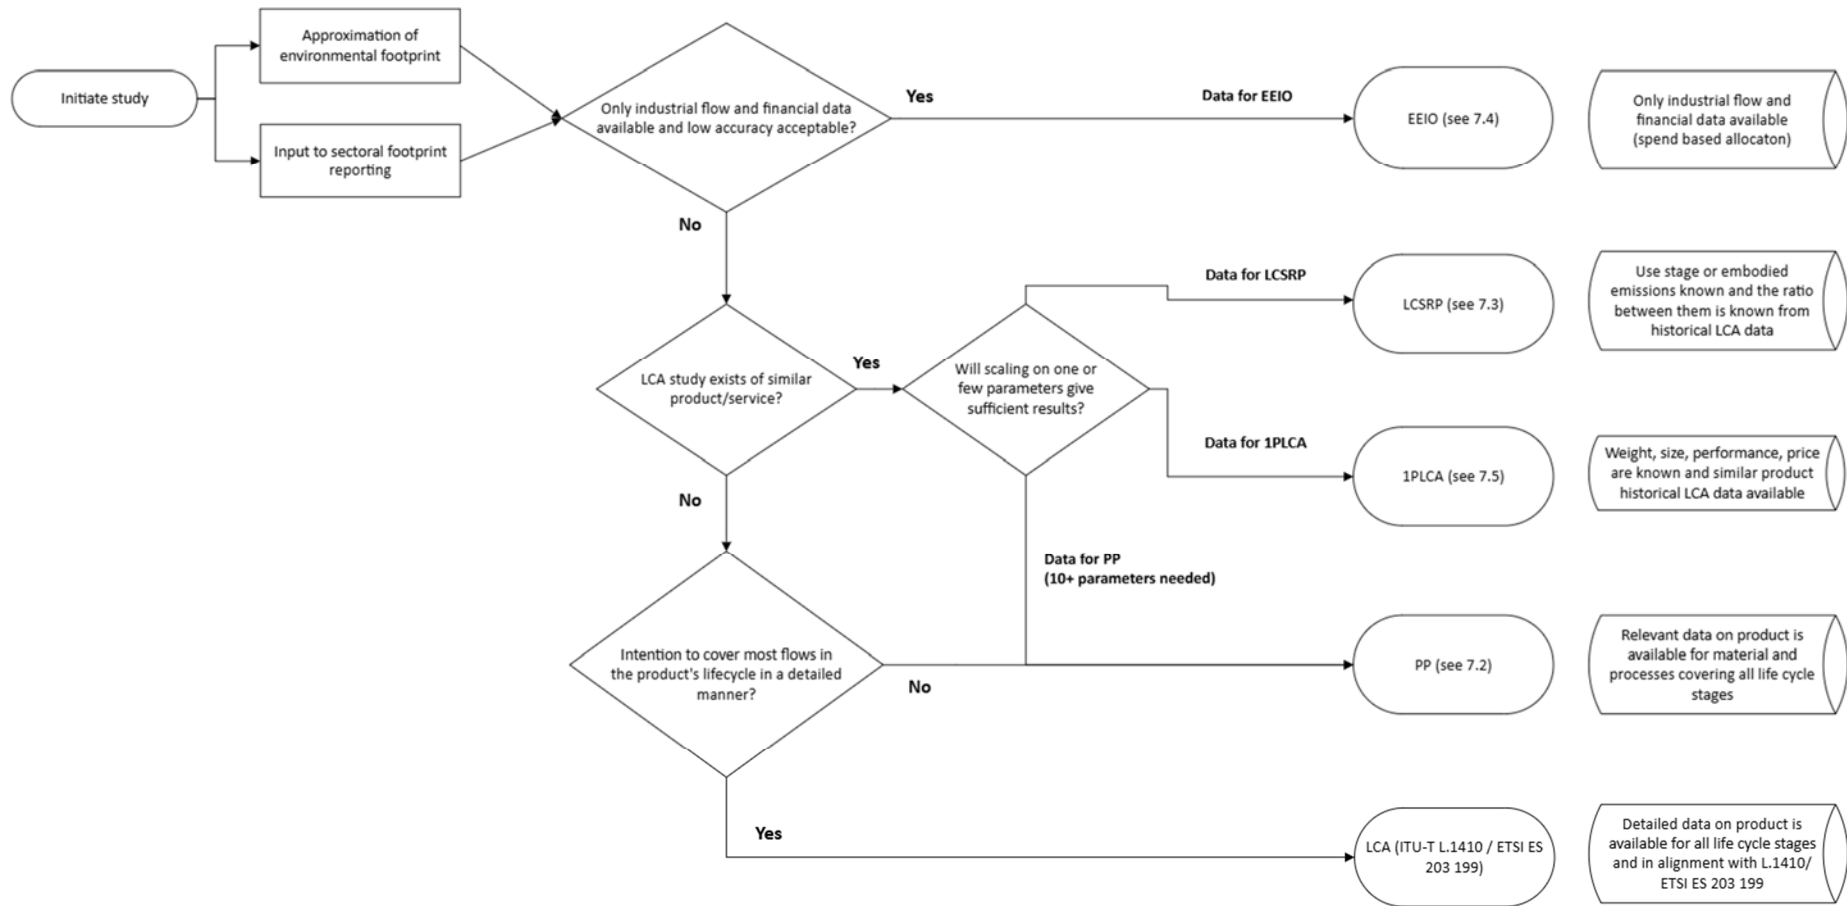 Approximation of
environmental footprint
Initiate study
Input to sectoral footprint
reporting
Only industrial flow and financial data
available and low accuracy acceptable?
Yes
Data for EEIO
EEIO (see 7.4)
Only industrial flow and
financial data available
(spend based allocaton)
No
Data for LCSRP
LCSRP (see 7.3)
Use stage or embodied
emissions known and the ratio
between them is known from
historical LCA data
LCA study exists of similar
product/service?
Yes
Will scaling on one or
few parameters give
sufficient results?
Data for 1PLCA
1PLCA (see 7.5)
Weight, size, performance, price
are known and similar product
historical LCA data available
No
Data for PP
(10+ parameters needed)
Intention to cover most flows in
the product's lifecycle in a detailed
manner?
No
PP (see 7.2)
Relevant data on product is
available for material and
processes covering all life cycle
stages
Yes
LCA (ITU-T L.1410 / ETSI ES
203 199)
Detailed data on product is
available for all life cycle stages
and in alignment with L.1410/
ETSI ES 203 199